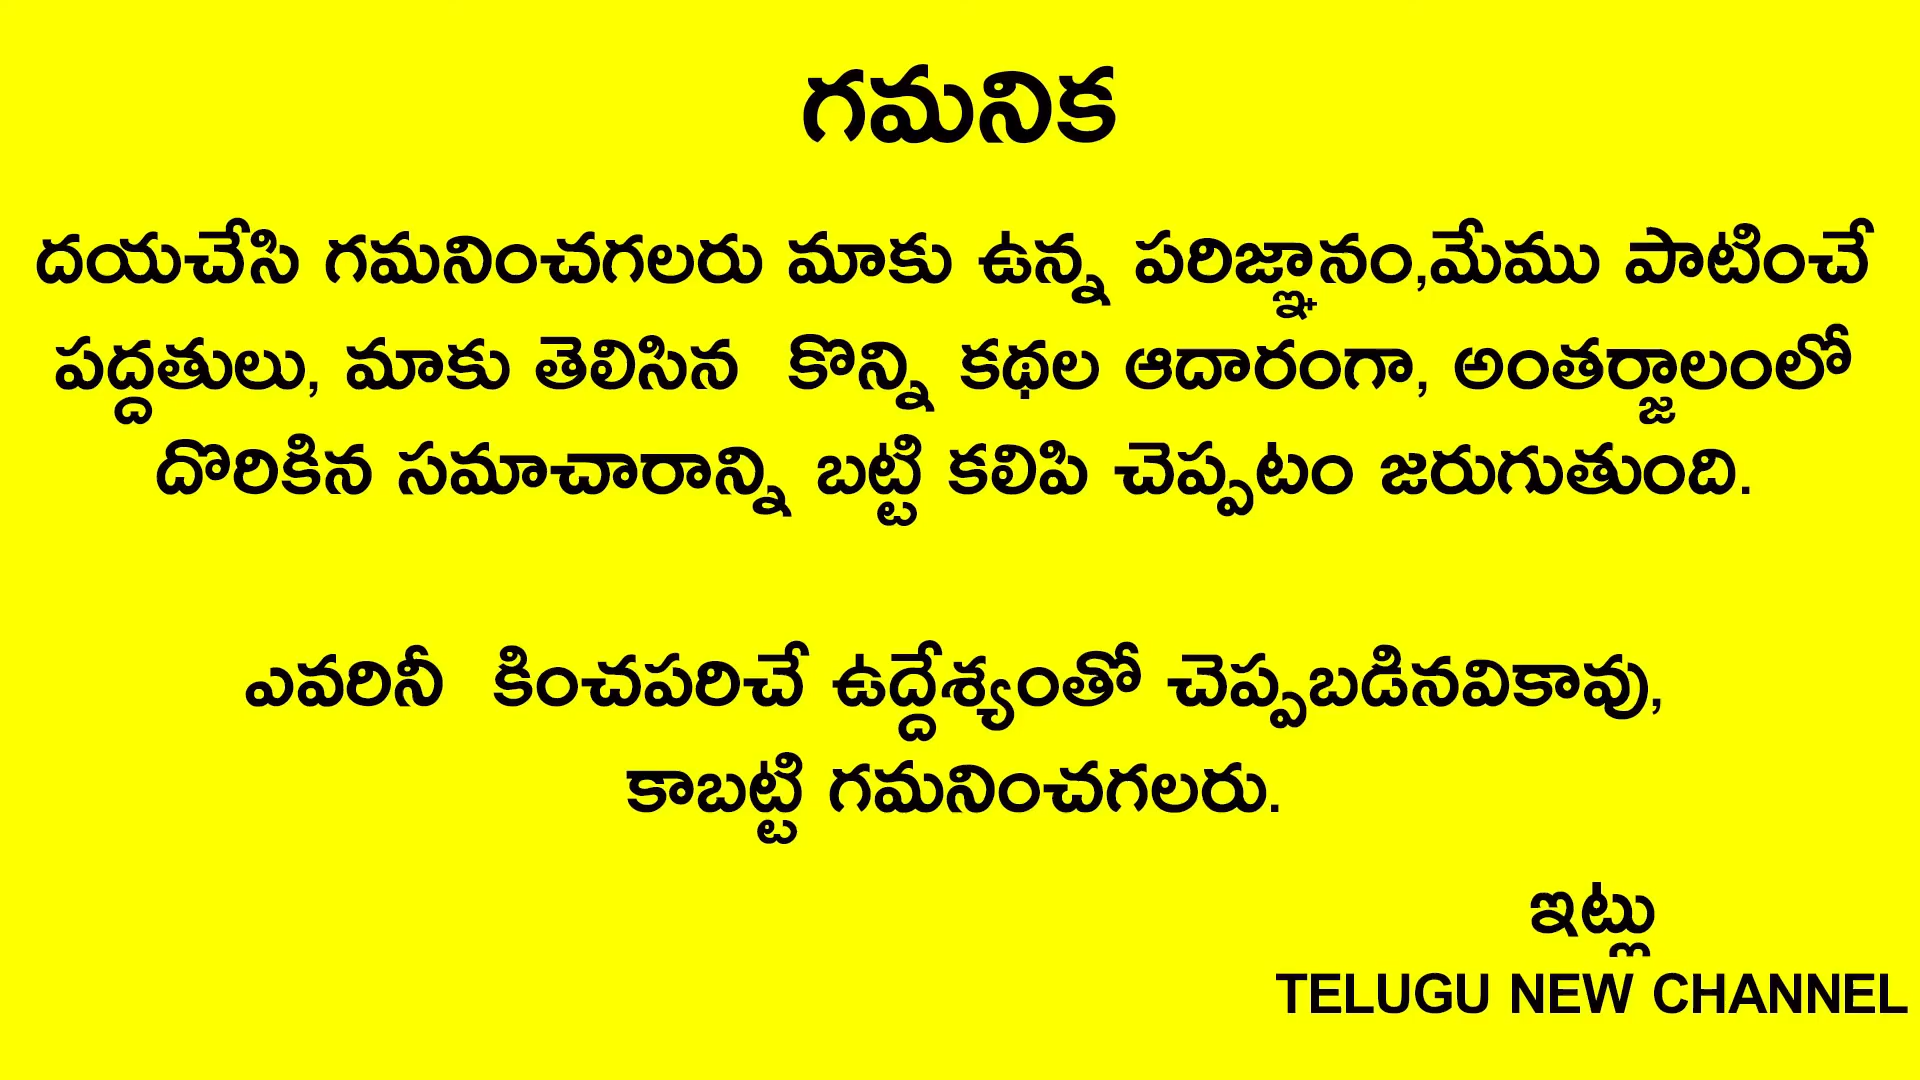 గమనిక
దయచేసి గమనించగలరు మాకు ఉన్న పరిజ్ఞానం,మేము పాటించే
పద్దతులు, మాకు తెలిసిన కొన్ని కథల ఆదారంగా, అంతర్జాలంలో
దొరికిన సమాచారాన్ని బట్టి కలిపి చెప్పటం జరుగుతుంది.
ఎవరినీ కించపరిచే ఉద్దేశ్యంతో చెప్పబడినవికావు,
కాబట్టి గమనించగలరు.
ఇట్లు
TELUGU NEW CHANNEL